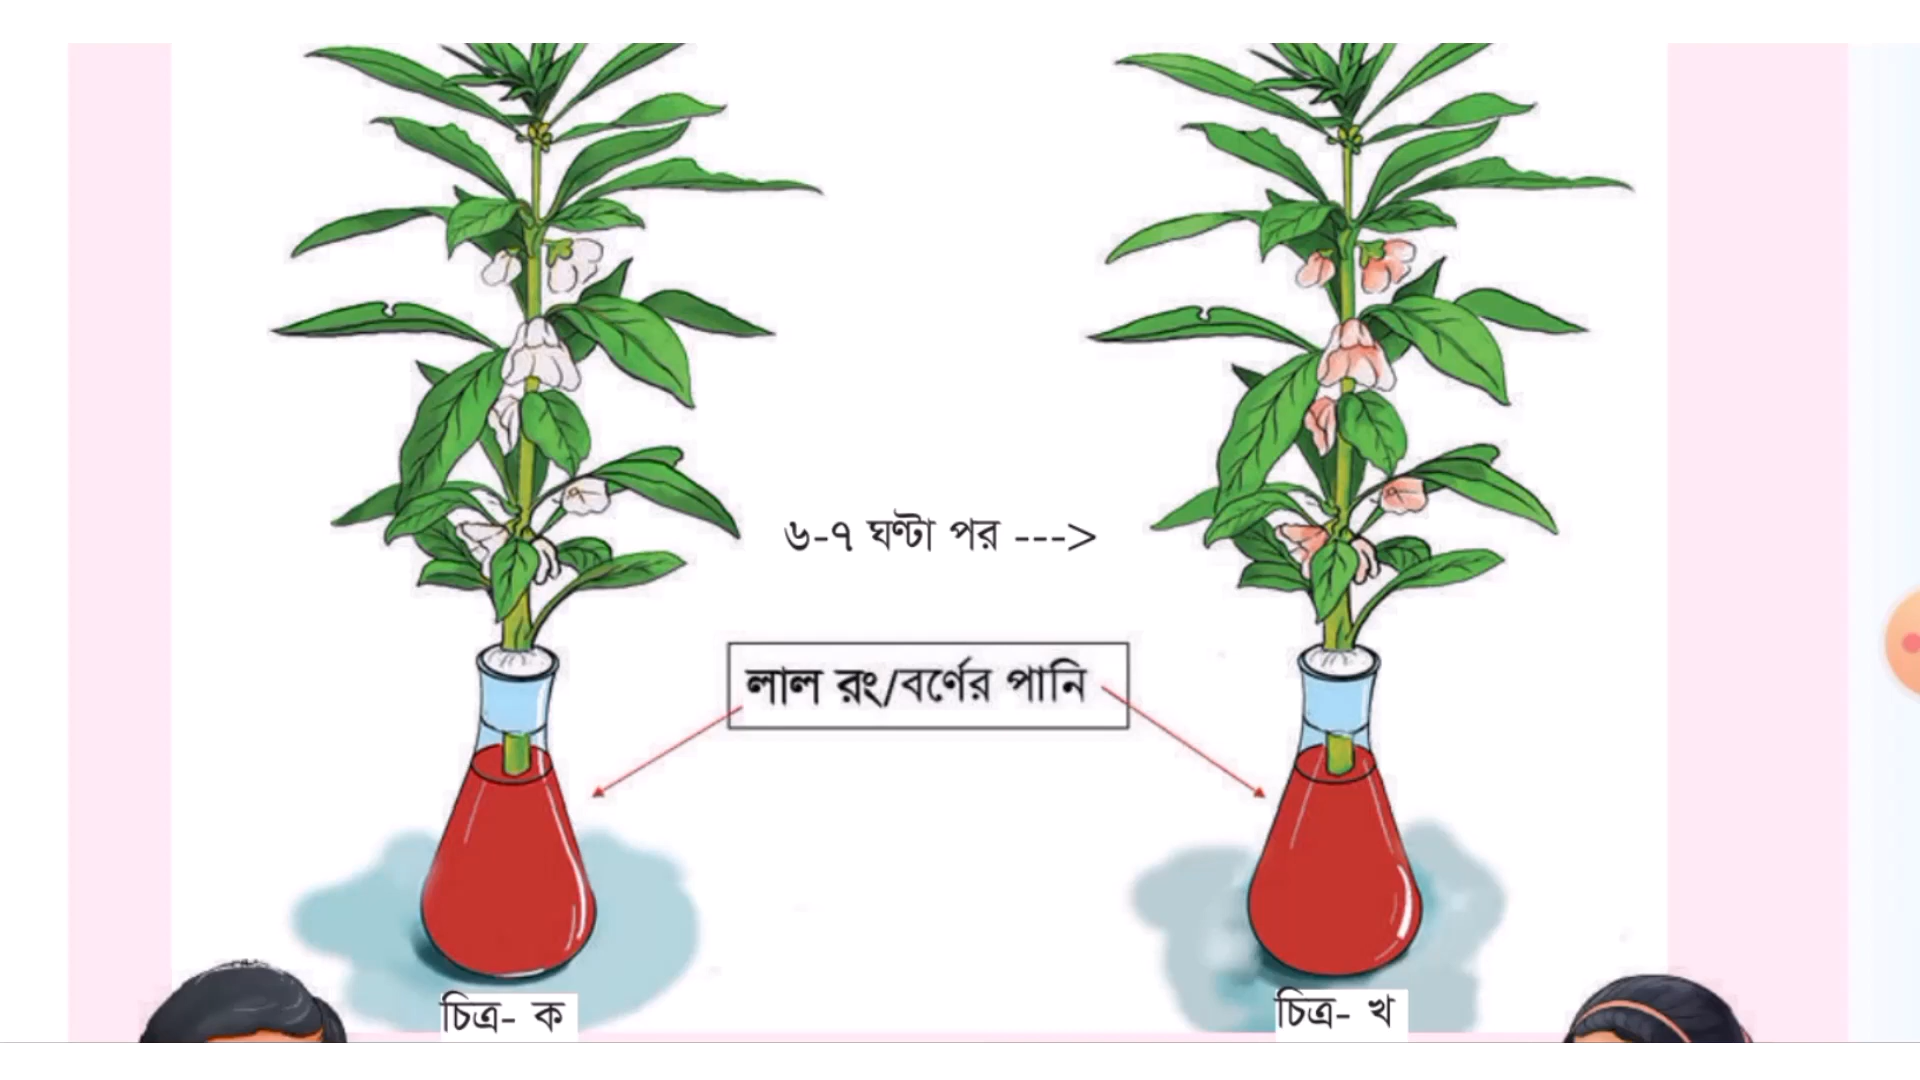 ৬-৭ ঘণ্টা পর --->
লাল রং/বর্ণের পানি
চিত্র- ক
চিত্র- খ